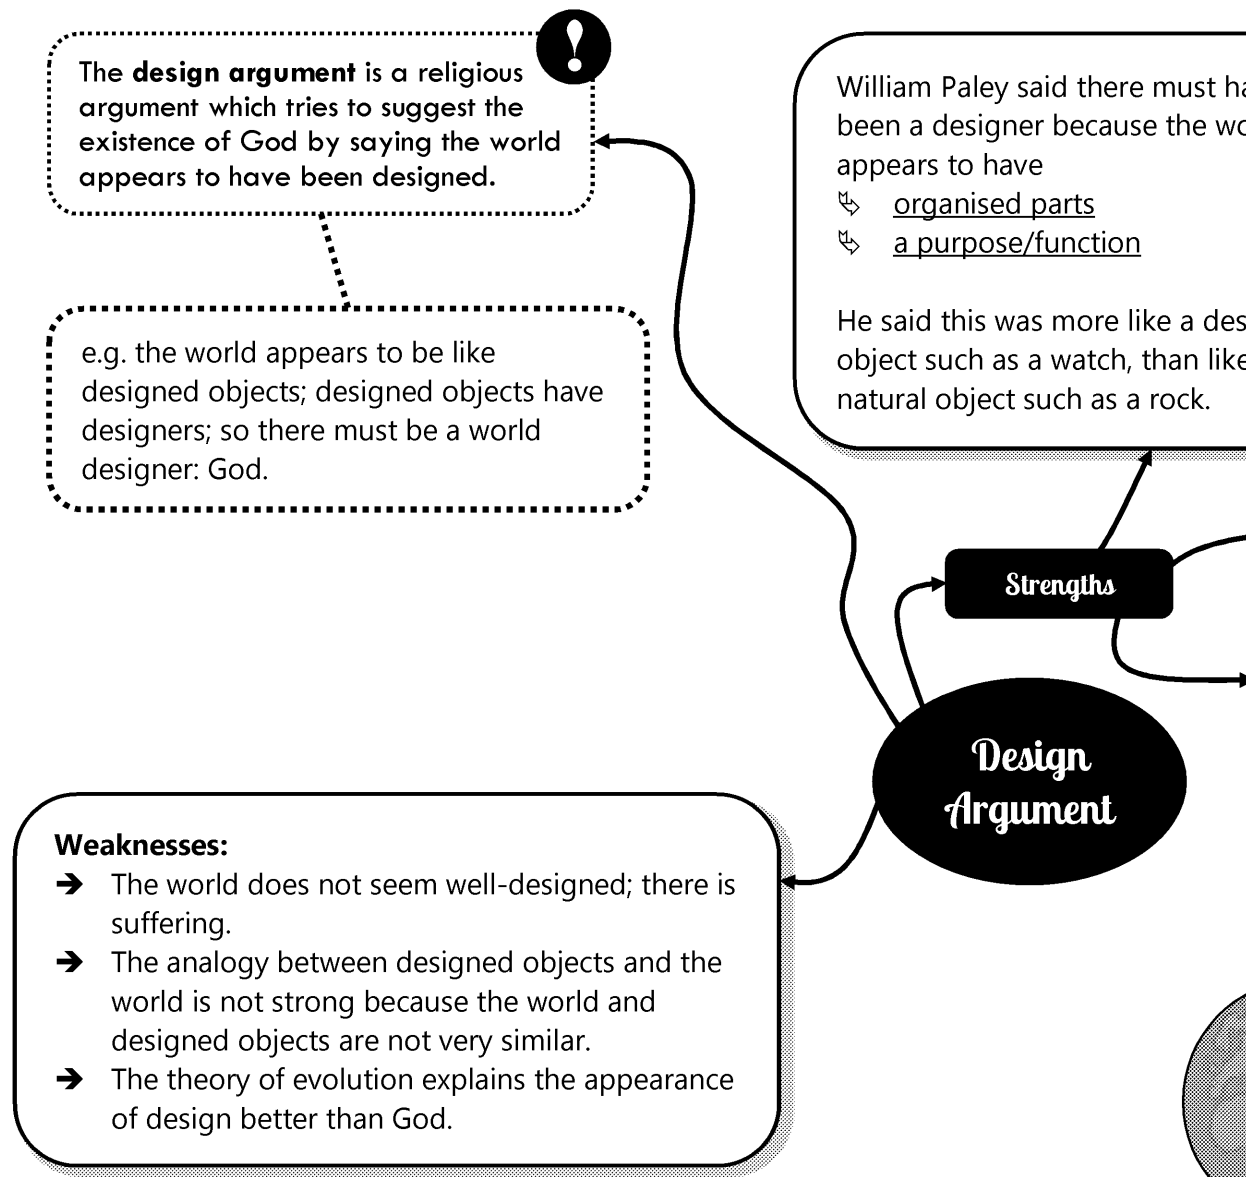 The design argument is a religious
argument which tries to suggest the
existence of God by saying the world
appears to have been designed.
e.g. the world appears to be like
designed objects; designed objects have
designers; so there must be a world
designer: God.
William Paley said there must
been a designer because the
appears to have
organised parts
a purpose/function
He said this was more like a
object such as a watch, than like
natural object such as a rock.
Strengths
Design
Argument
Weaknesses:
The world does not seem well-designed; there is
suffering.
The analogy between designed objects and the
world is not strong because the world and
designed objects are not very similar.
The theory of evolution explains the appearance
of design better than God.